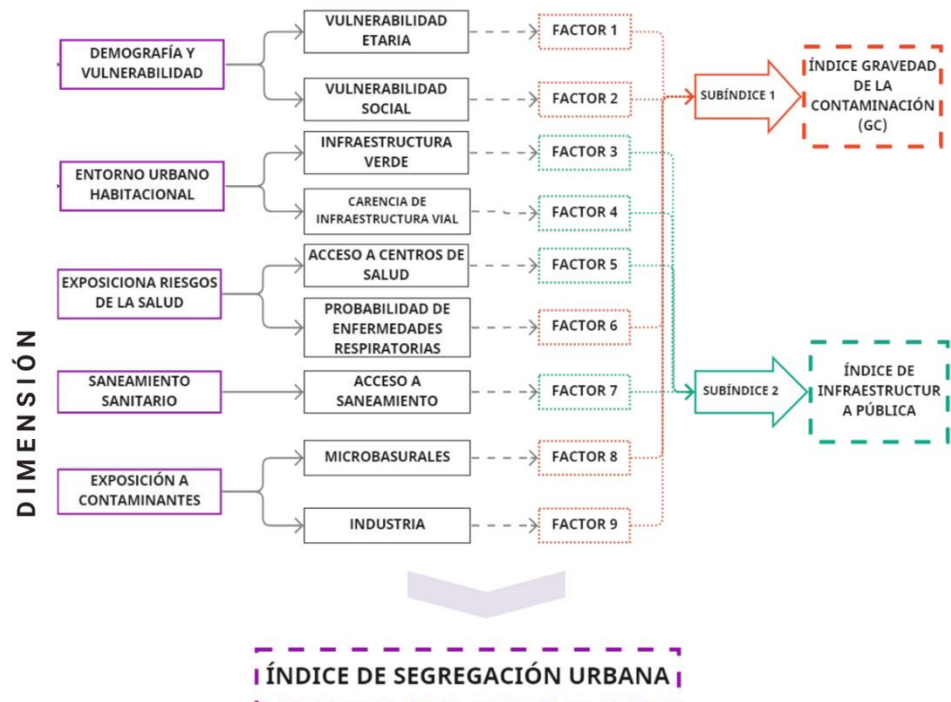 DIMENSIÓN
DEMOGRAFÍA Y
VULNERABILIDAD
VULNERABILIDAD
ETARIA
FACTOR 1
VULNERABILIDAD
SOCIAL
FACTOR 2
ENTORNO URBANO
HABITACIONAL
INFRAESTRUCTURA
VERDE
FACTOR 3
CARENCIA DE
INFRAESTRUCTURA VIAL
FACTOR 4
EXPOSICIONA RIESGOS
DE LA SALUD
ACCESO A CENTROS DE
SALUD
FACTOR 5
PROBABILIDAD DE
ENFERMEDADES
RESPIRATORIAS
FACTOR 6
SANEAMIENTO
SANITARIO
ACCESO A
SANEAMIENTO
FACTOR 7
EXPOSICIÓN A
CONTAMINANTES
MICROBASURALES
FACTOR 8
INDUSTRIA
FACTOR 9
SUBÍNDICE 1
ÍNDICE GRAVEDAD
DE LA
CONTAMINACIÓN
(GC)
SUBÍNDICE 2
ÍNDICE DE
INFRAESTRUCTUR
A PÚBLICA
ÍNDICE DE SEGREGACIÓN URBANA